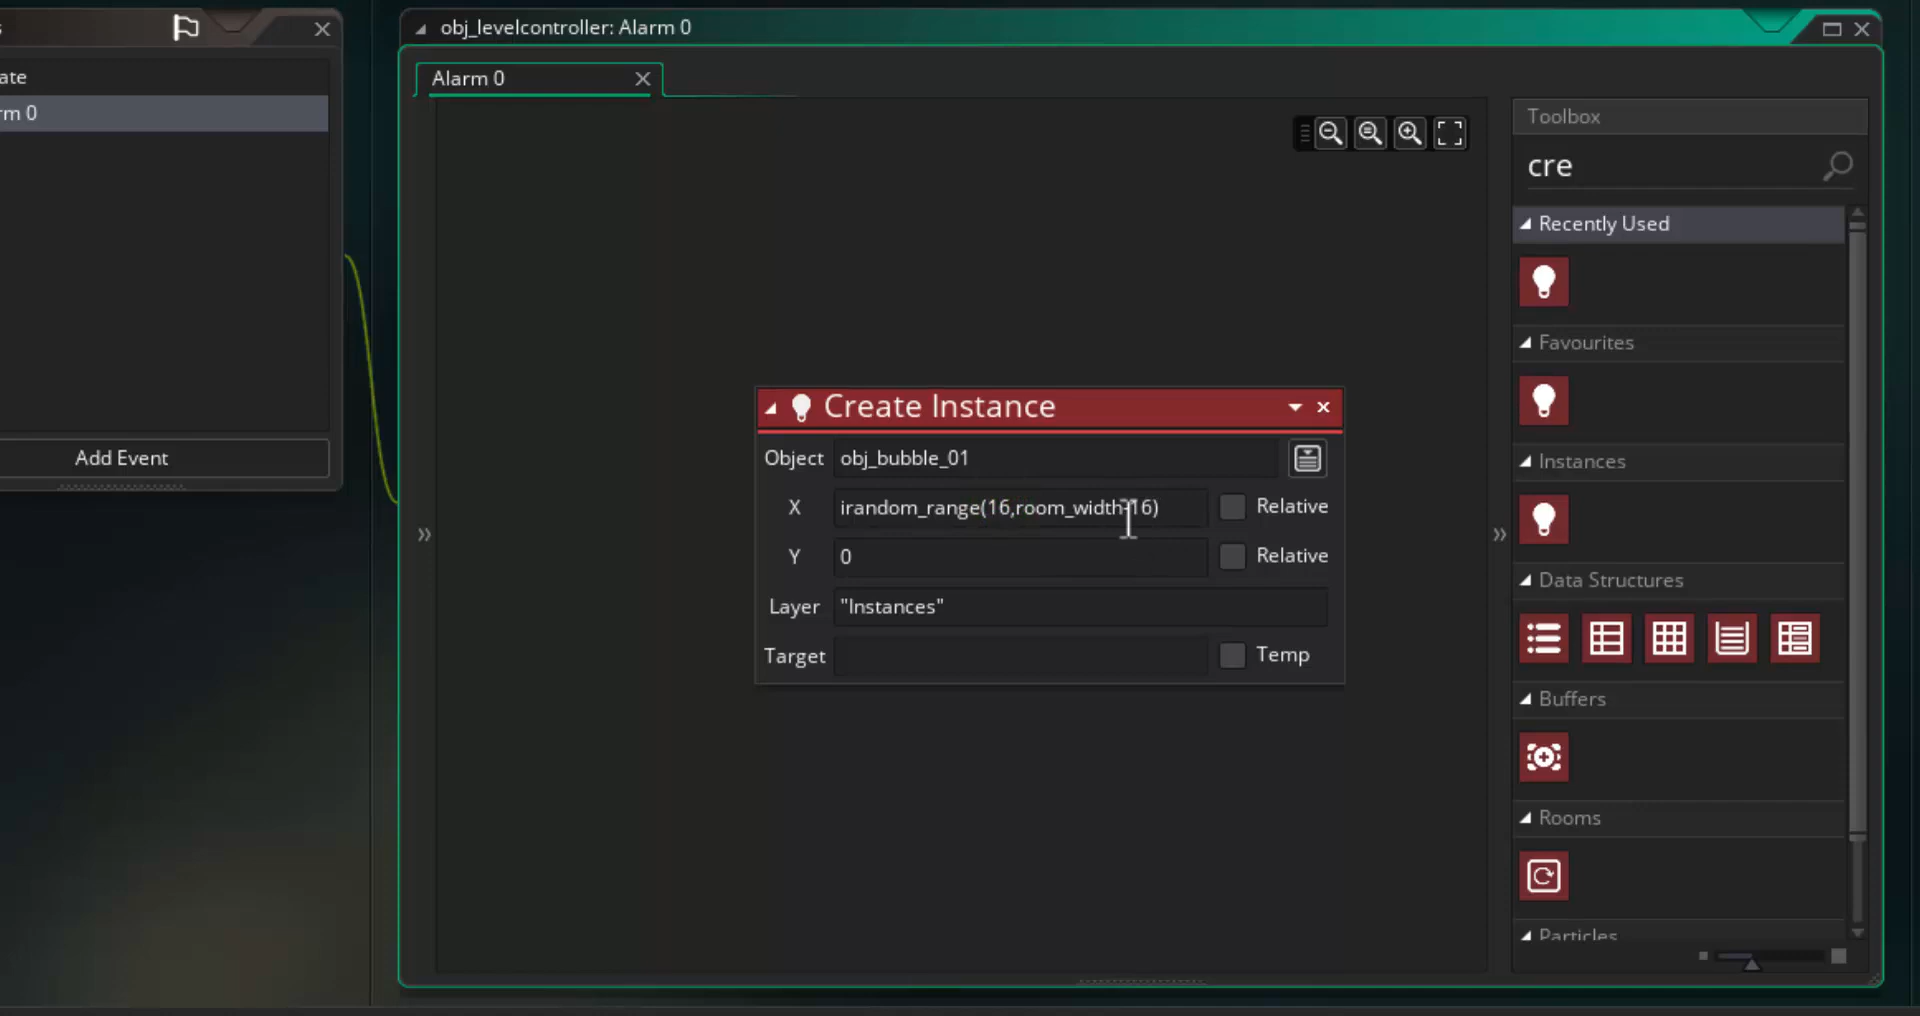 s
ate
rm 0
Add Event
obj_levelcontroller: Alarm 0
Alarm 0
Create Instance
Object obj_bubble_01
X irandom_range(16,room_width-16) Relative
Y 0 Relative
Layer "Instances"
Target Temp
Toolbox
cre
Recently Used
Favourites
Instances
Data Structures
Buffers
Rooms
Particles